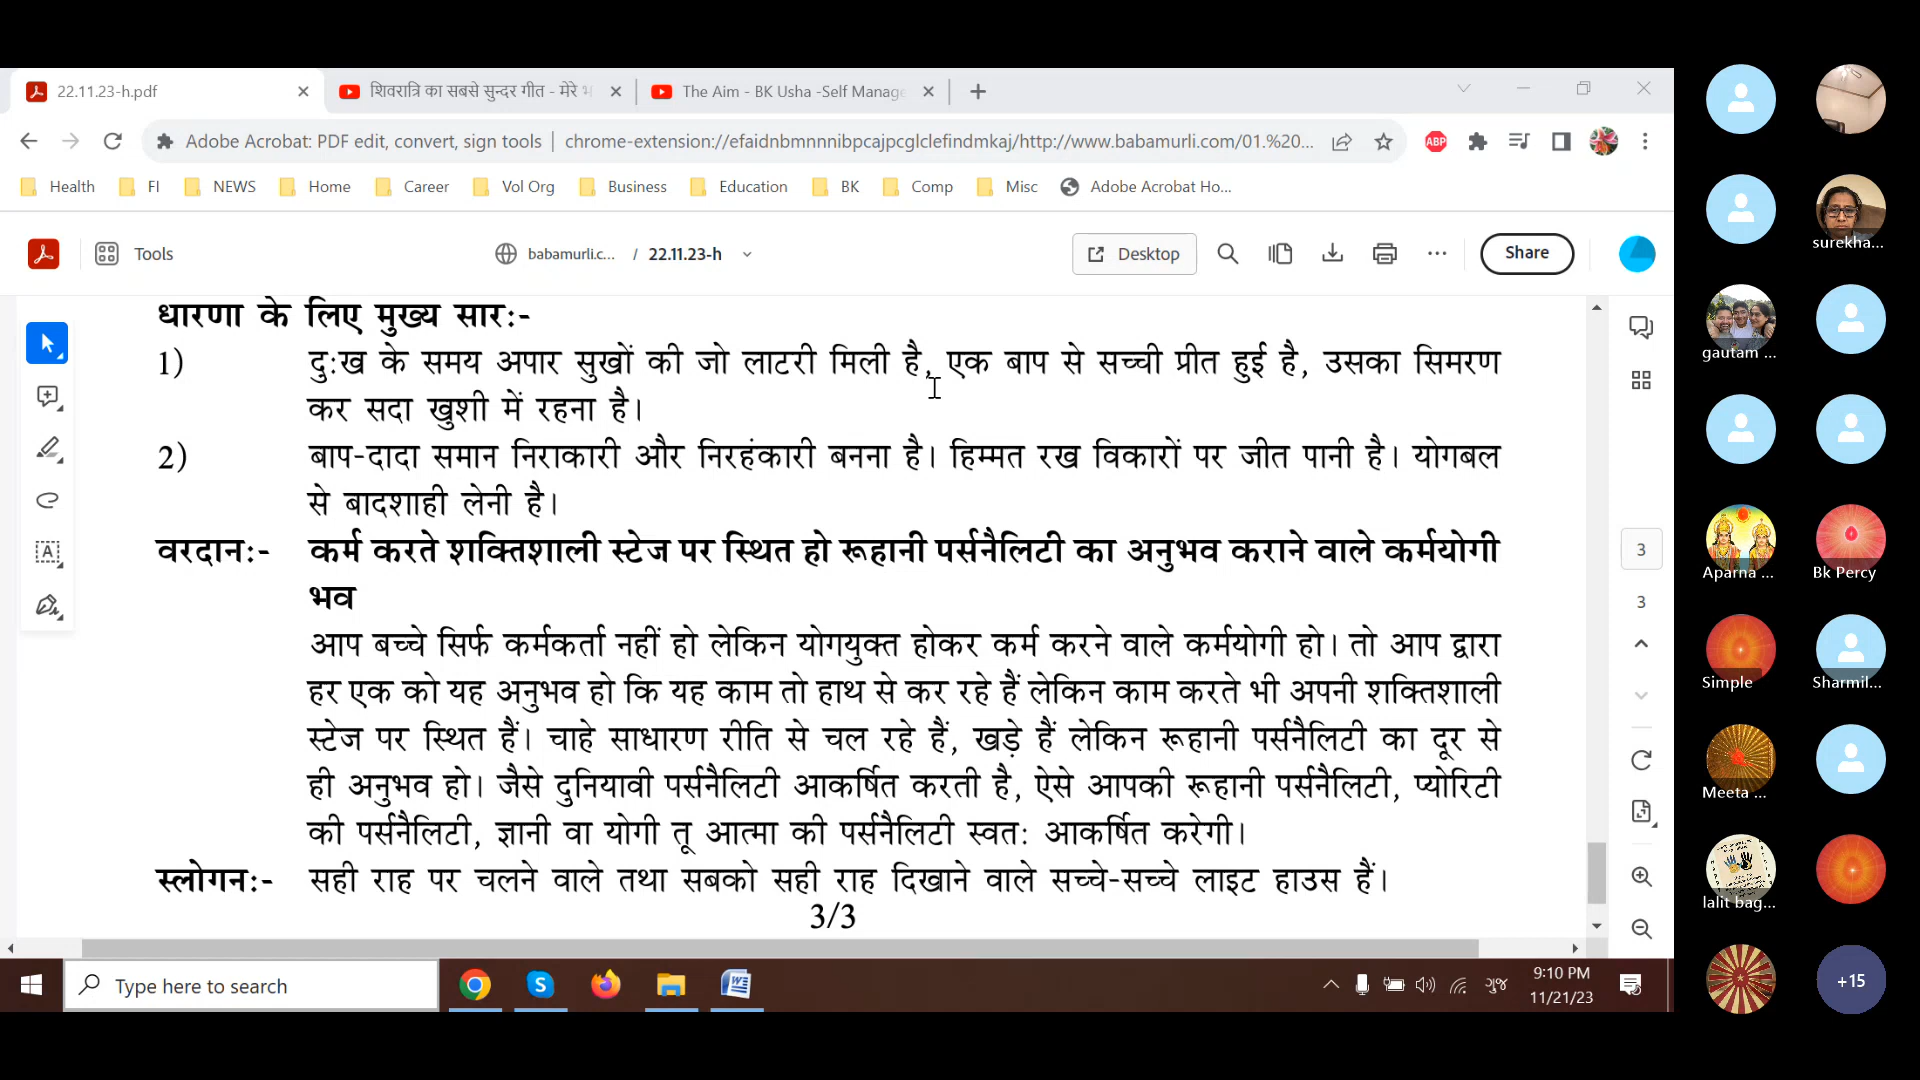 22.11.23-h.pdf
शिवरात्रि का सबसे सुन्दर गीत - मेरे भ
The Aim - BK Usha -Self Manage
Adobe Acrobat: PDF edit, convert, sign tools | chrome-extension://efaidnbmnnnibpcajpcglclefindmkaj/http://www.babamurli.com/01.%20...
ABP
Health FI NEWS Home Career Vol Org Business Education BK Comp Misc Adobe Acrobat Ho...
Tools babamurli.c... / 22.11.23-h Desktop Share
धारणा के लिए मुख्य सारः-
1) दुःख के समय अपार सुखों की जो लाटरी मिली है, एक बाप से सच्ची प्रीत हुई है, उसका सिमरण
कर सदा खुशी में रहना है।
2) बाप-दादा समान निराकारी और निरहंकारी बनना है। हिम्मत रख विकारों पर जीत पानी है। योगबल
से बादशाही लेनी है।
वरदानः- कर्म करते शक्तिशाली स्टेज पर स्थित हो रूहानी पर्सनैलिटी का अनुभव कराने वाले कर्मयोगी
भव
आप बच्चे सिर्फ कर्मकर्ता नहीं हो लेकिन योगयुक्त होकर कर्म करने वाले कर्मयोगी हो। तो आप द्वारा
हर एक को यह अनुभव हो कि यह काम तो हाथ से कर रहे हैं लेकिन काम करते भी अपनी शक्तिशाली
स्टेज पर स्थित हैं। चाहे साधारण रीति से चल रहे हैं, खड़े हैं लेकिन रूहानी पर्सनैलिटी का दूर से
ही अनुभव हो। जैसे दुनियावी पर्सनैलिटी आकर्षित करती है, ऐसे आपकी रूहानी पर्सनैलिटी, प्योरिटी
की पर्सनैलिटी, ज्ञानी वा योगी तू आत्मा की पर्सनैलिटी स्वतः आकर्षित करेगी।
स्लोगनः- सही राह पर चलने वाले तथा सबको सही राह दिखाने वाले सच्चे-सच्चे लाइट हाउस हैं।
3/3
3
3
Type here to search
ગુજ
9:10 PM
11/21/23
surekha...
gautam ...
Aparna ...
Bk Percy
Simple
Sharmil...
Meeta ...
lalit bag...
+15